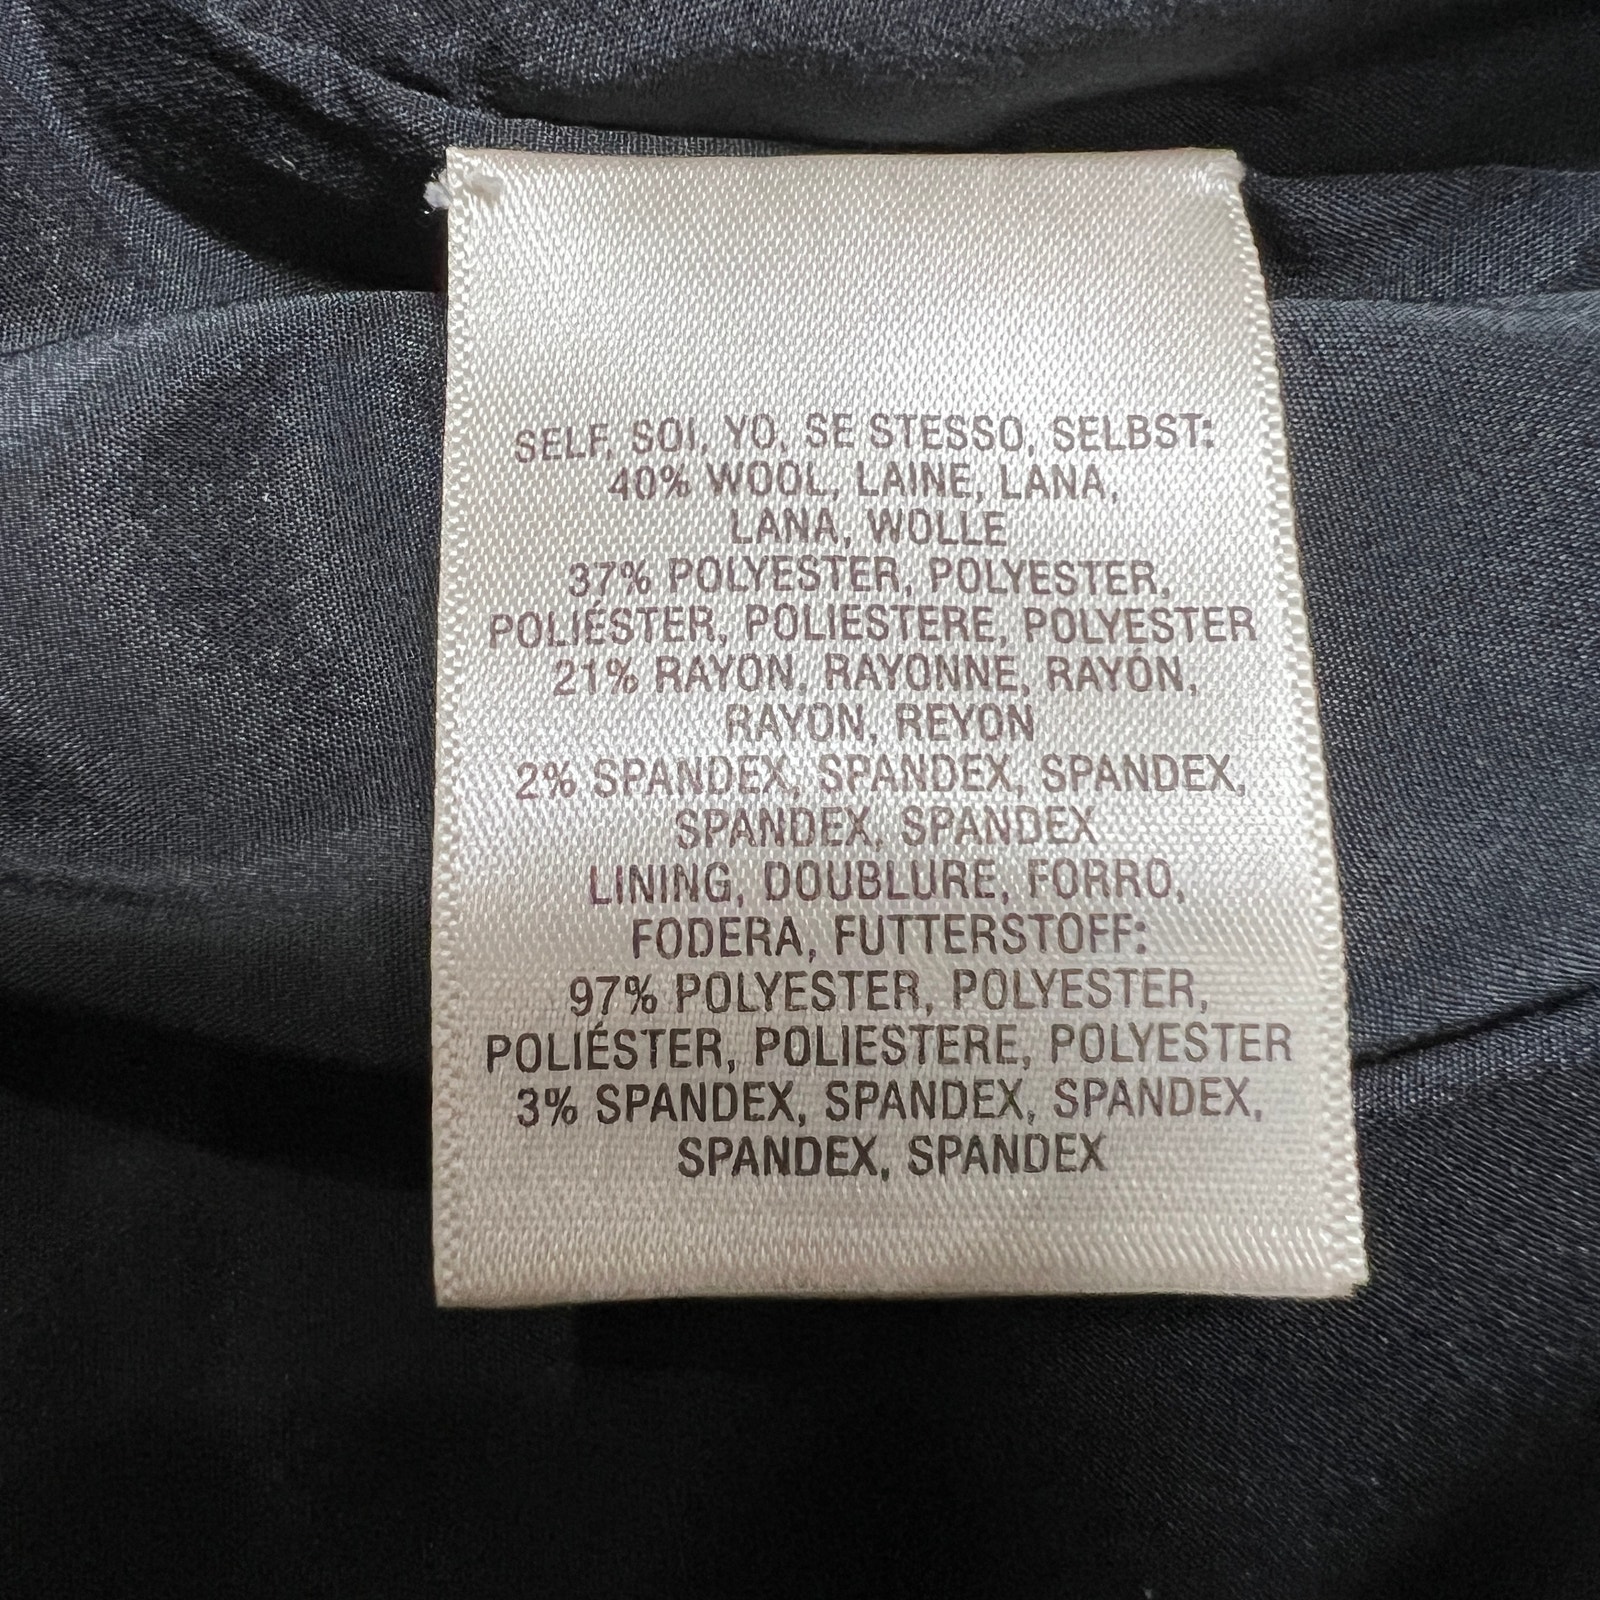 SELF, SOI, YO, SE STESSO, SELBST:
40% WOOL, LAINE, LANA,
LANA, WOLLE
37% POLYESTER, POLYESTER,
POLIÉSTER, POLIESTERE, POLYESTER
21% RAYON, RAYONNE, RAYÓN,
RAYON, REYON
2% SPANDEX, SPANDEX, SPANDEX,
SPANDEX, SPANDEX
LINING, DOUBLURE, FORRO,
FODERA, FUTTERSTOFF:
97% POLYESTER, POLYESTER,
POLIÉSTER, POLIESTERE, POLYESTER
3% SPANDEX, SPANDEX, SPANDEX,
SPANDEX, SPANDEX